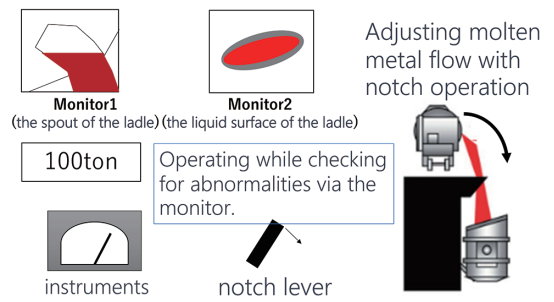 Monitor1
(the spout of the ladle)
Monitor2
(the liquid surface of the ladle)
Adjusting molten
metal flow with
notch operation
100ton
Operating while checking
for abnormalities via the
monitor.
instruments
notch lever